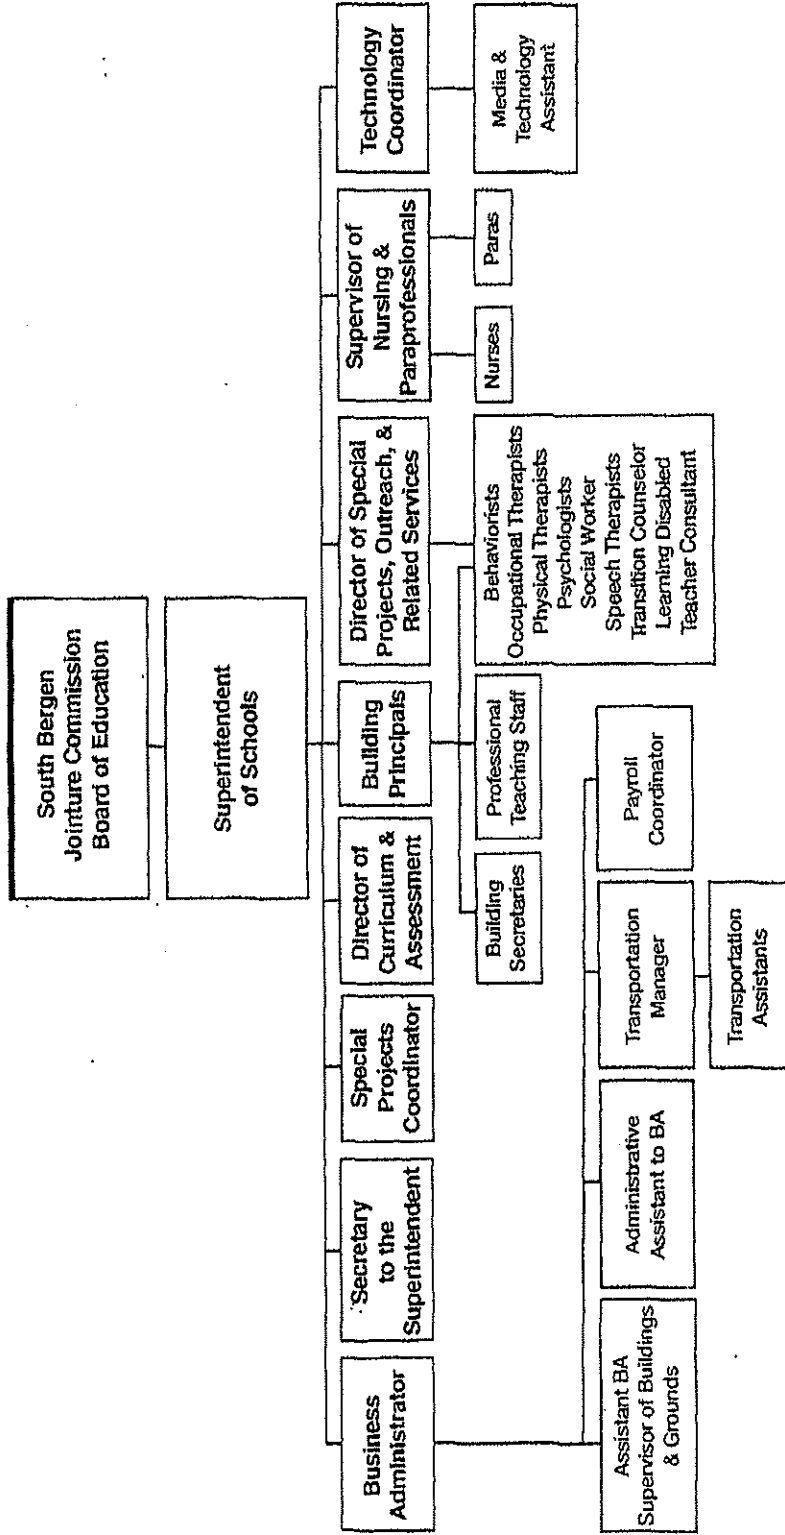 South Bergen
Jointure Commission
Board of Education
Superintendent
of Schools
Business
Administrator
Secretary
to the
Superintendent
Special
Projects
Coordinator
Director of
Curriculum &
Assessment
Building
Principals
Director of Special
Projects, Outreach, &
Related Services
Supervisor of
Nursing &
Paraprofessionals
Technology
Coordinator
Building
Secretaries
Professional
Teaching Staff
Behaviorists
Occupational Therapists
Physical Therapists
Psychologists
Social Worker
Speech Therapists
Transition Counselor
Learning Disabled
Teacher Consultant
Nurses
Paras
Media &
Technology
Assistant
Assistant BA
Supervisor of Buildings
& Grounds
Administrative
Assistant to BA
Transportation
Manager
Payroll
Coordinator
Transportation
Assistants